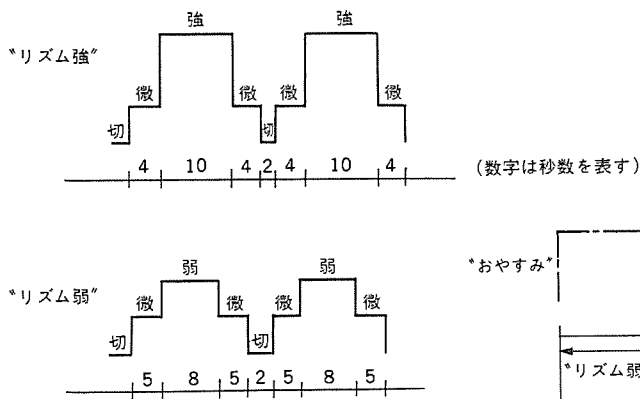 強 強
〝リズム強〟
微 微 微 微
切 切
4 10 4 2 4 10 4
(数字は秒数を表す)
弱 弱
〝リズム弱〟
微 微 微 微
切 切
5 8 5 2 5 8 5
〝おやすみ〟
〝リズム弱